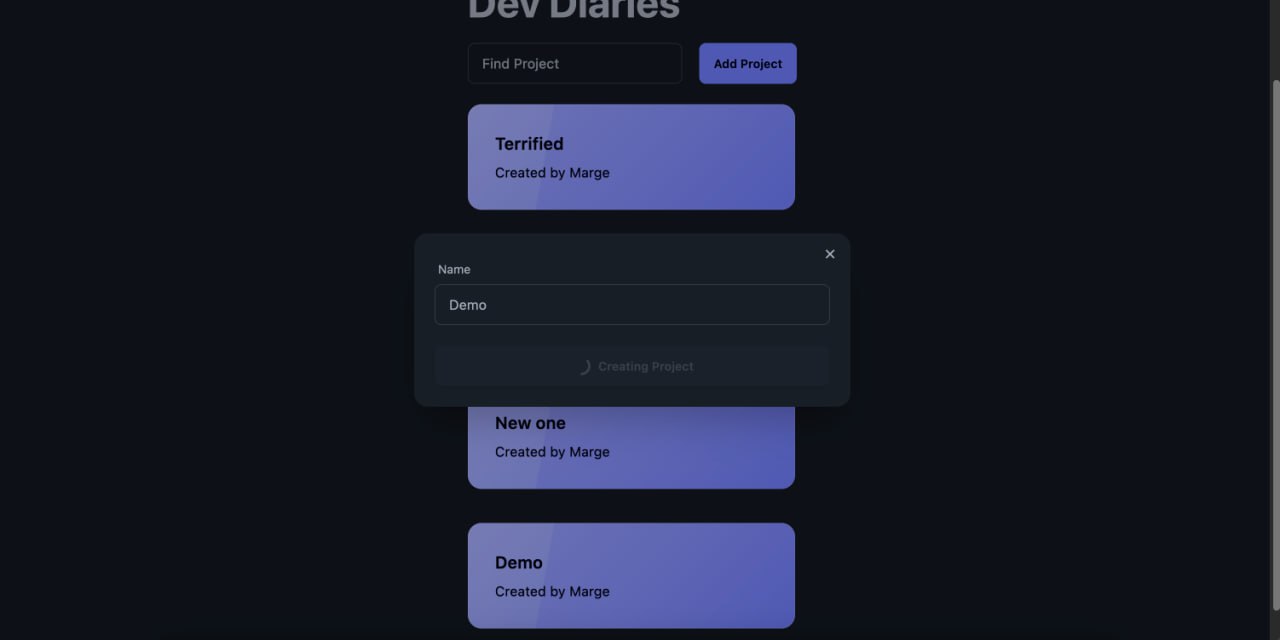 Dev Diaries
Find Project
Add Project
Terrified
Created by Marge
Name
Demo
Creating Project
New one
Created by Marge
Demo
Created by Marge